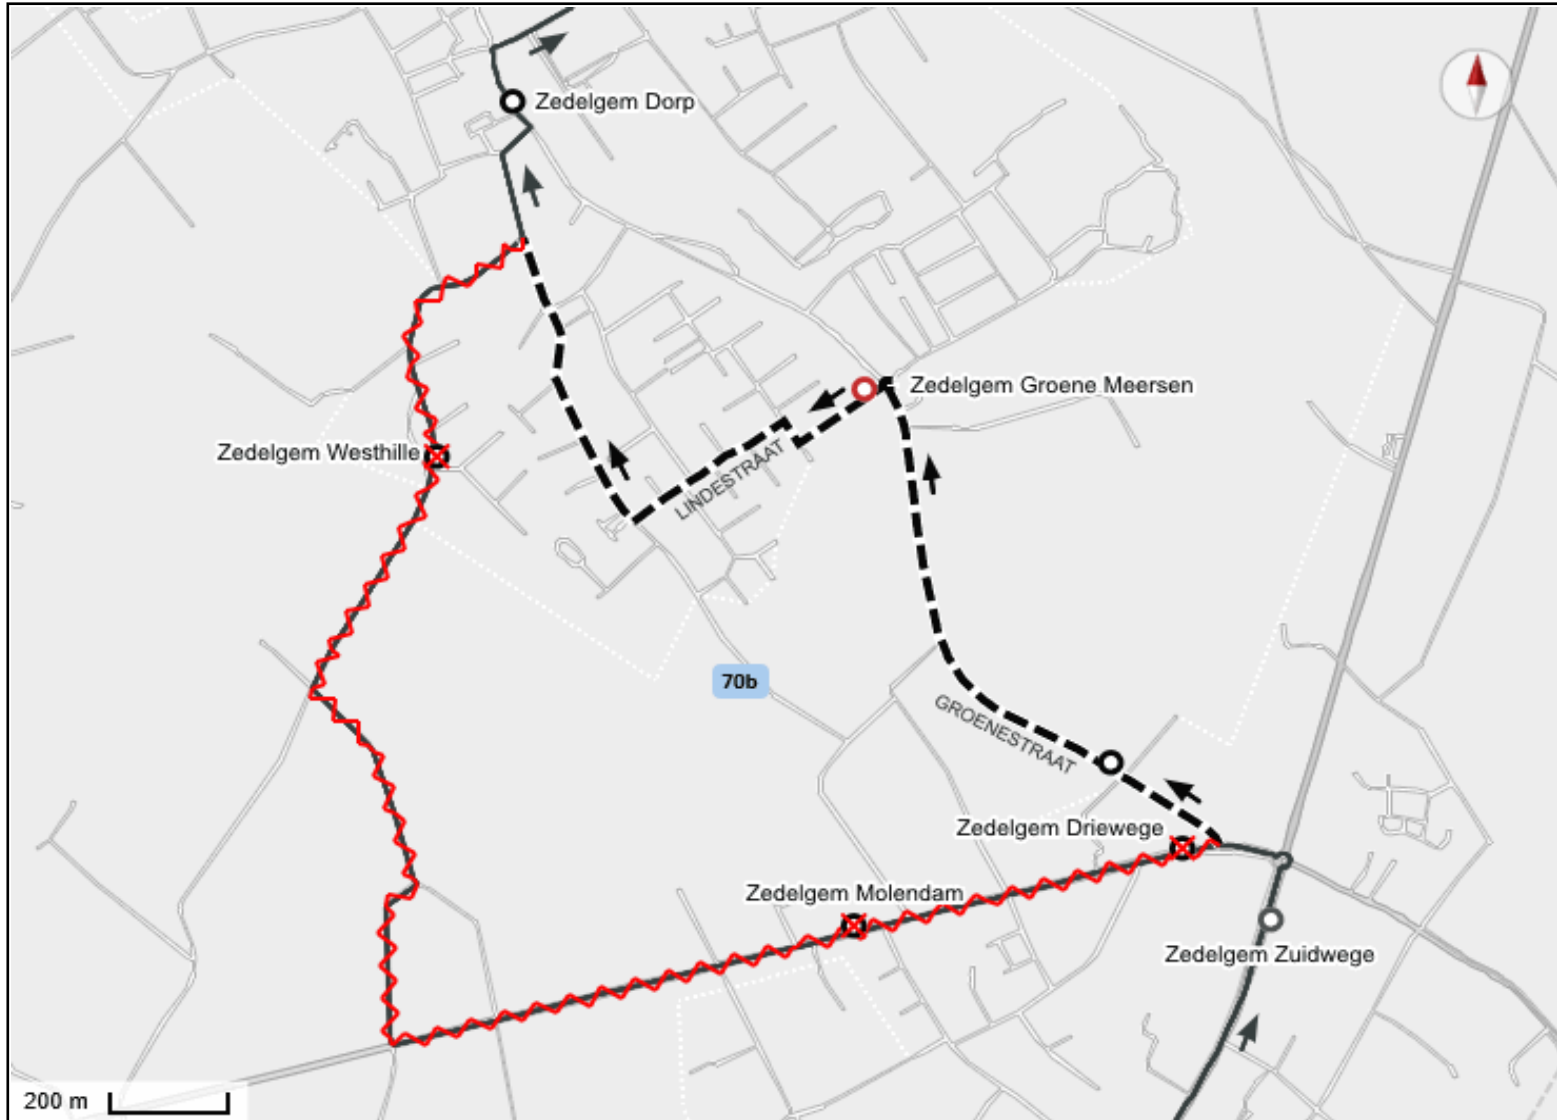 Zedelgem Dorp
Zedelgem Groene Meersen
Zedelgem Westhille
LINDESTRAAT
70b
GROENESTRAAT
Zedelgem Driewege
Zedelgem Molendam
Zedelgem Zuidwege
200 m